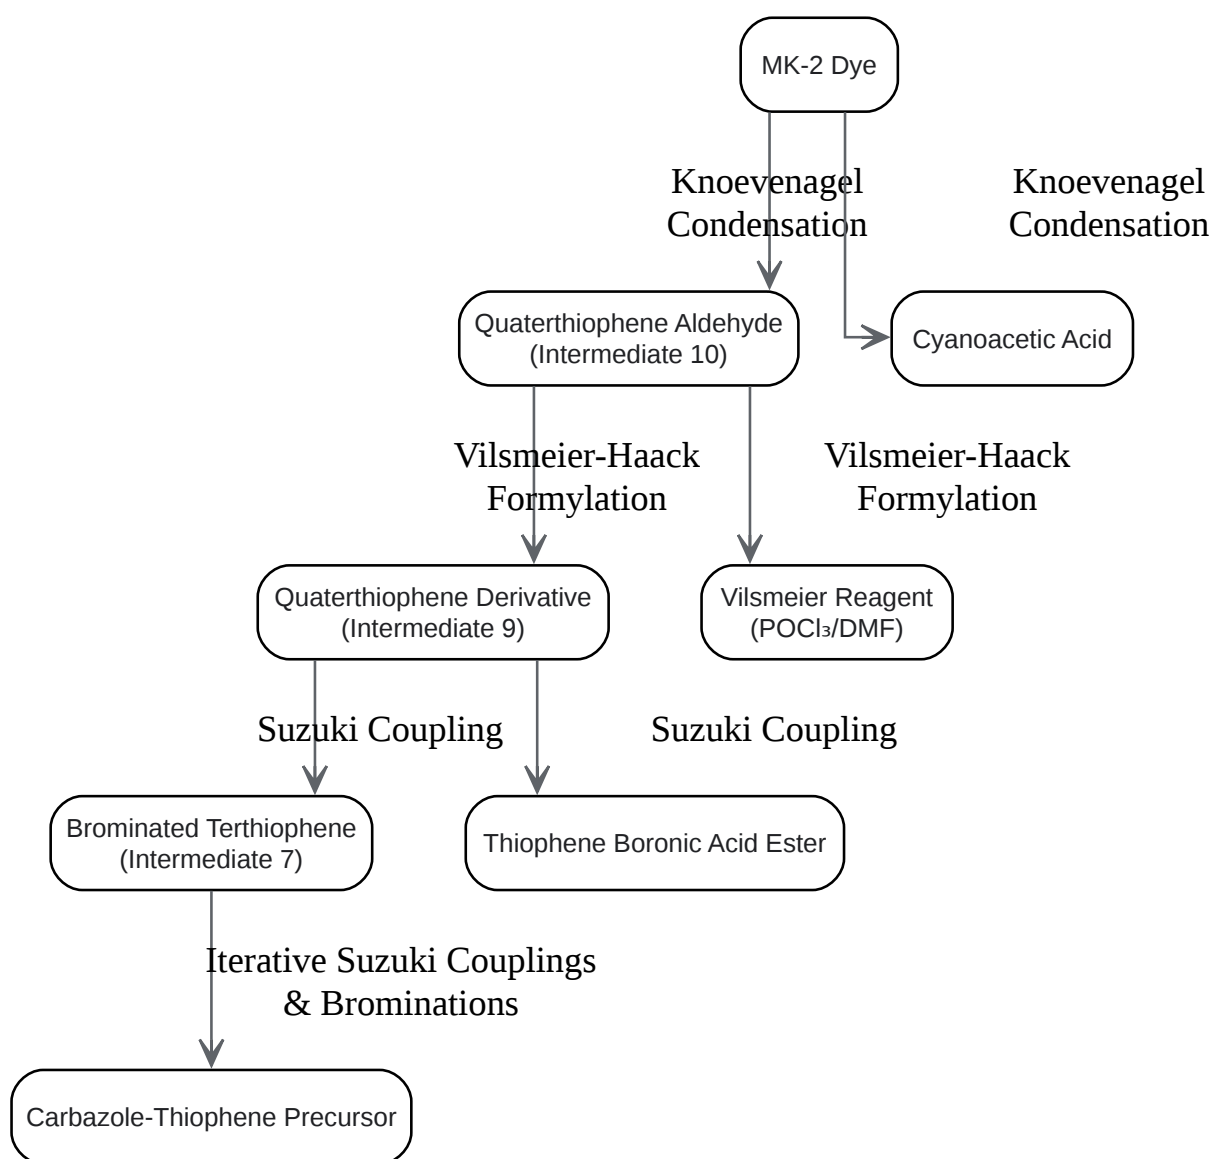 MK-2 Dye
Knoevenagel
Condensation
Knoevenagel
Condensation
Quaterthiophene Aldehyde
(Intermediate 10)
Cyanoacetic Acid
Vilsmeier-Haack
Formylation
Vilsmeier-Haack
Formylation
Quaterthiophene Derivative
(Intermediate 9)
Vilsmeier Reagent
(POCl₃/DMF)
Suzuki Coupling
Suzuki Coupling
Brominated Terthiophene
(Intermediate 7)
Thiophene Boronic Acid Ester
Iterative Suzuki Couplings
& Brominations
Carbazole-Thiophene Precursor